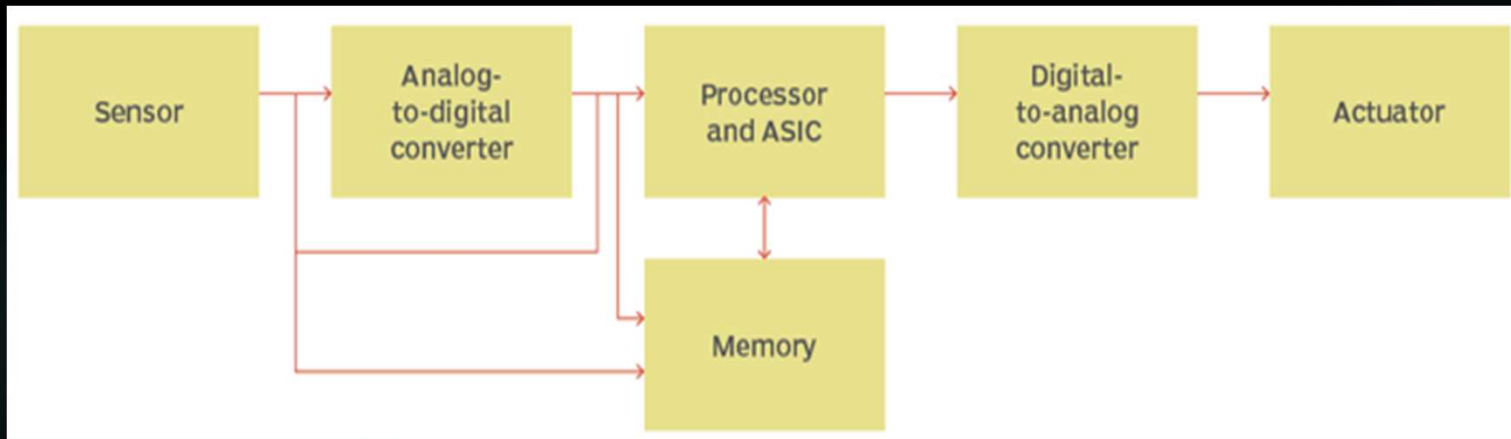 Sensor
Analog-
to-digital
converter
Processor
and ASIC
Digital-
to-analog
converter
Actuator
Memory